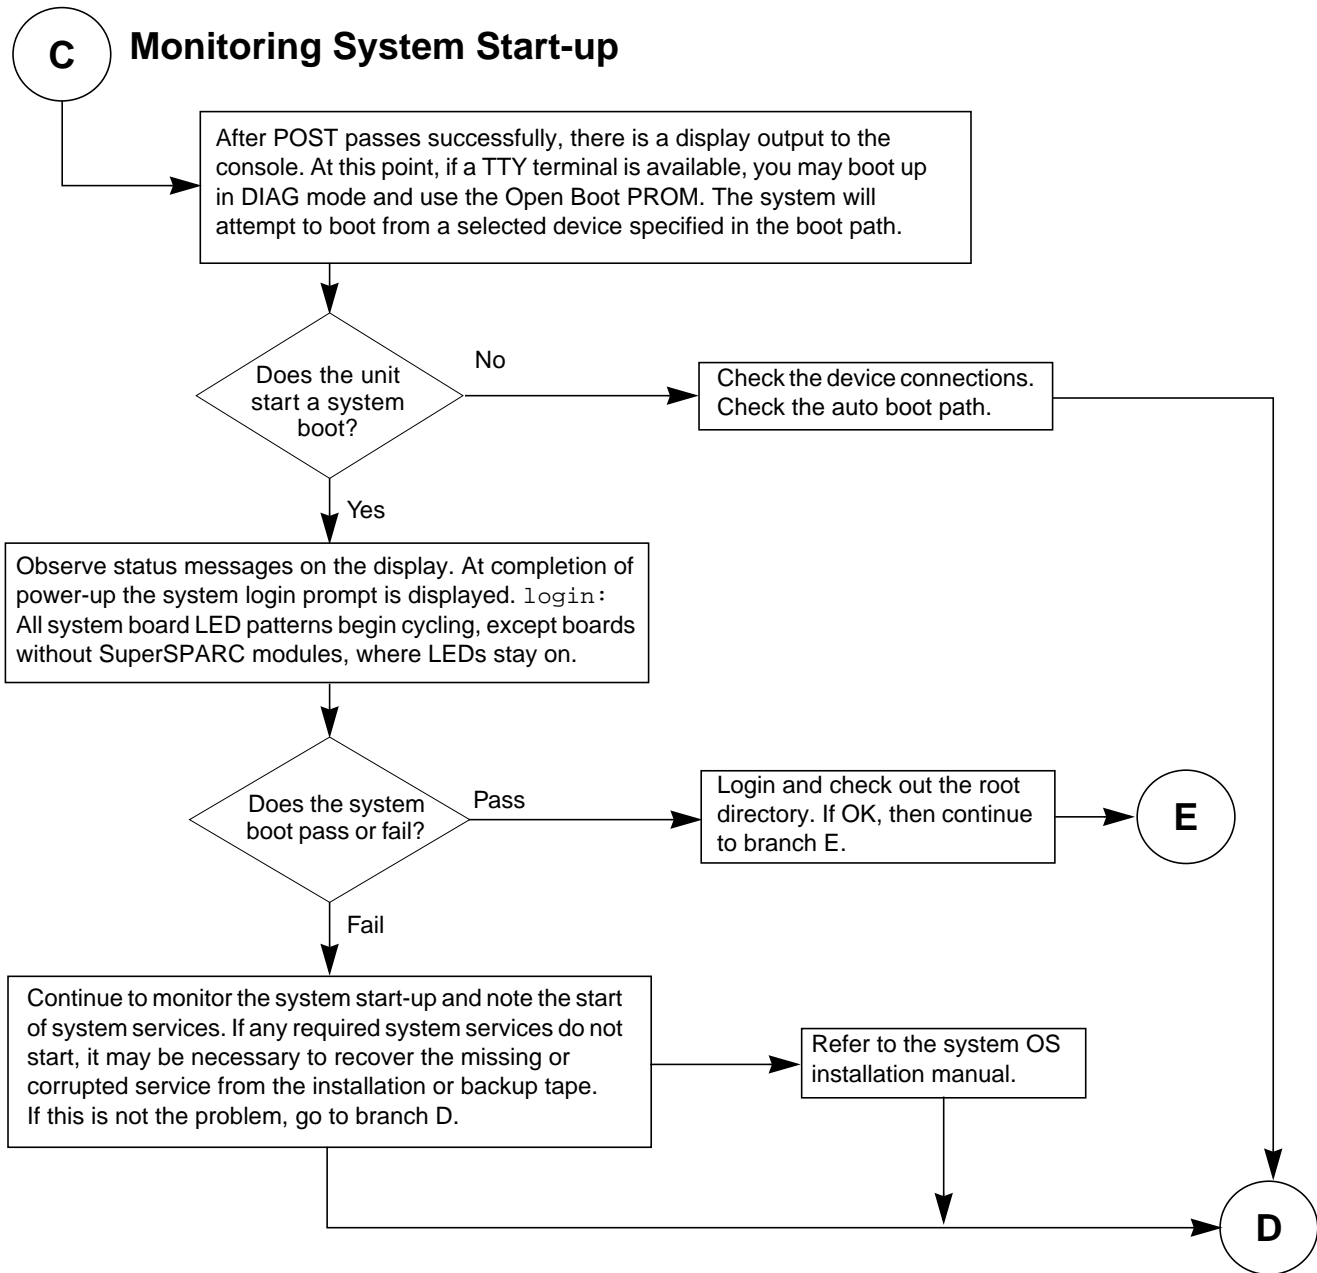 C
Monitoring System Start-up
After POST passes successfully, there is a display output to the
console. At this point, if a TTY terminal is available, you may boot up
in DIAG mode and use the Open Boot PROM. The system will
attempt to boot from a selected device specified in the boot path.
Does the unit
start a system
boot?
No
Check the device connections.
Check the auto boot path.
Yes
Observe status messages on the display. At completion of
power-up the system login prompt is displayed. login:
All system board LED patterns begin cycling, except boards
without SuperSPARC modules, where LEDs stay on.
Does the system
boot pass or fail?
Pass
Login and check out the root
directory. If OK, then continue
to branch E.
E
Fail
Continue to monitor the system start-up and note the start
of system services. If any required system services do not
start, it may be necessary to recover the missing or
corrupted service from the installation or backup tape.
If this is not the problem, go to branch D.
Refer to the system OS
installation manual.
D